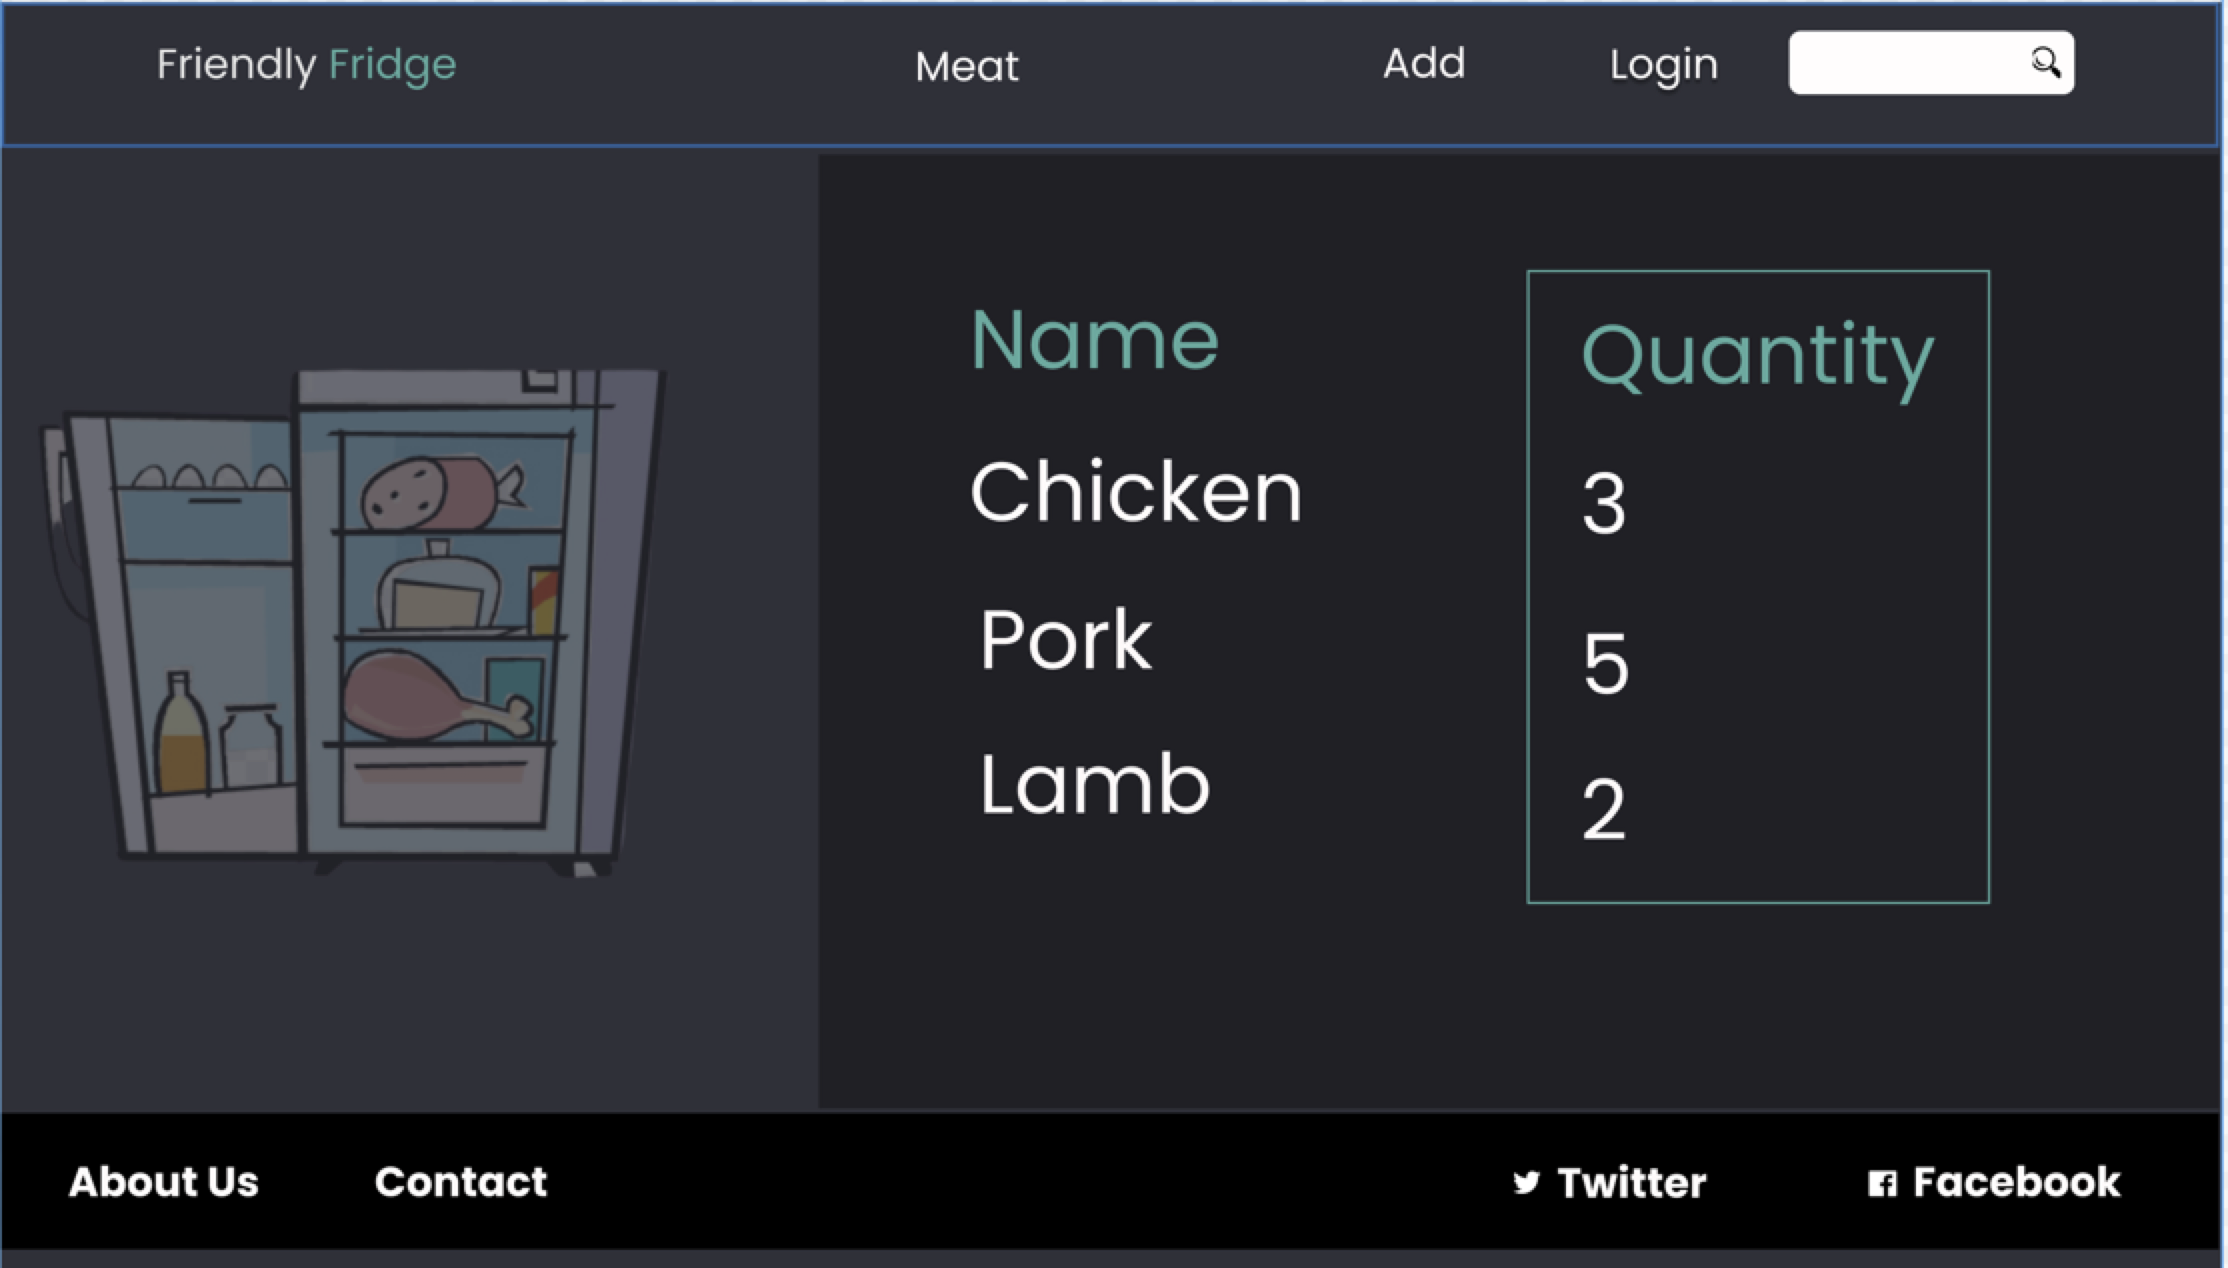 Friendly Fridge
Meat
Add
Login
Name
Quantity
Chicken
3
Pork
5
Lamb
2
About Us
Contact
Twitter
Facebook